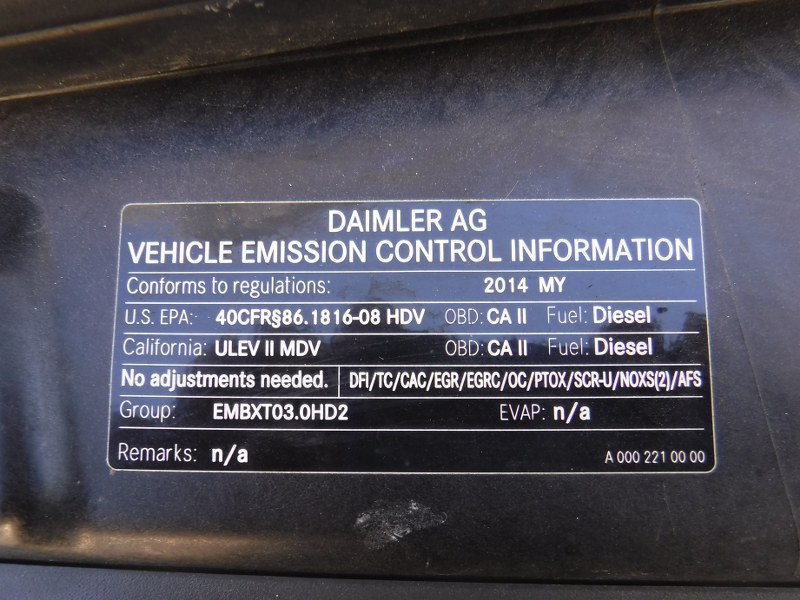 DAIMLER AG
VEHICLE EMISSION CONTROL INFORMATION
Conforms to regulations: 2014 MY
U.S. EPA: 40CFR§86.1816-08 HDV OBD: CA II Fuel: Diesel
California: ULEV II MDV OBD: CA II Fuel: Diesel
No adjustments needed. DFI/TC/CAC/EGR/EGRC/OC/PTOX/SCR-U/NOXS(2)/AFS
Group: EMBXT03.0HD2 EVAP: n/a
Remarks: n/a A 000 221 00 00